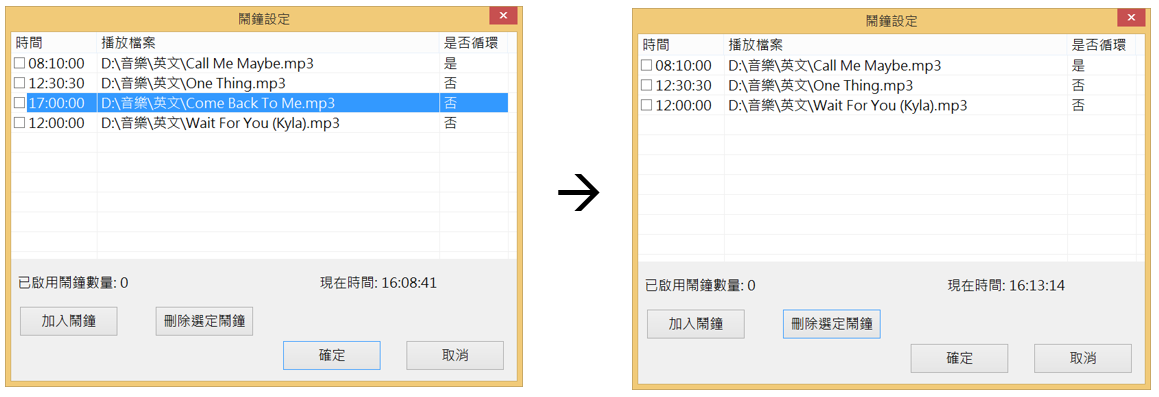 鬧鐘設定
時間 播放檔案 是否循環
08:10:00 D:\音樂\英文\Call Me Maybe.mp3 是
12:30:30 D:\音樂\英文\One Thing.mp3 否
17:00:00 D:\音樂\英文\Come Back To Me.mp3 否
12:00:00 D:\音樂\英文\Wait For You (Kyla).mp3 否
已啟用鬧鐘數量: 0 現在時間: 16:08:41
加入鬧鐘 刪除選定鬧鐘
確定 取消
鬧鐘設定
時間 播放檔案 是否循環
08:10:00 D:\音樂\英文\Call Me Maybe.mp3 是
12:30:30 D:\音樂\英文\One Thing.mp3 否
12:00:00 D:\音樂\英文\Wait For You (Kyla).mp3 否
已啟用鬧鐘數量: 0 現在時間: 16:13:14
加入鬧鐘 刪除選定鬧鐘
確定 取消